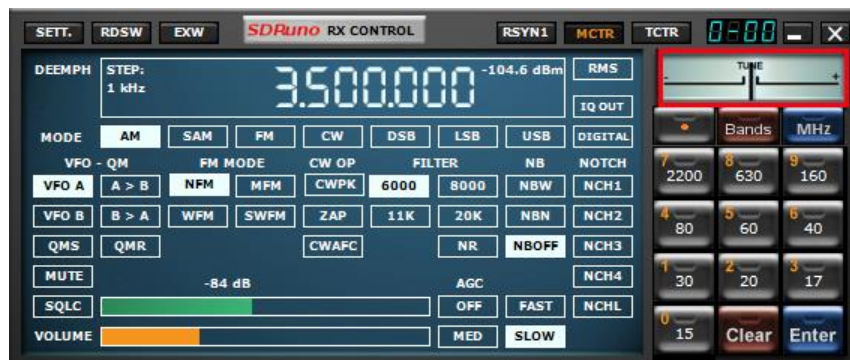 SETT. RDSW EXW SDRuno RX CONTROL RSYN1 MCTR TCTR 0-00
DEEMPH STEP: 1 kHz 3.500.000 -104.6 dBm RMS
IQ OUT
MODE AM SAM FM CW DSB LSB USB DIGITAL
VFO - QM FM MODE CW OP FILTER NB NOTCH
VFO A A > B NFM MFM CWPK 6000 8000 NBW NCH1
VFO B B > A WFM SWFM ZAP 11K 20K NBN NCH2
QMS QMR CWAFC NR NBOFF NCH3
MUTE -84 dB AGC NCH4
SQLC OFF FAST NCHL
VOLUME MED SLOW
- TUNE +
Bands MHz
7 2200 8 630 9 160
4 80 5 60 6 40
1 30 2 20 3 17
0 15 Clear Enter